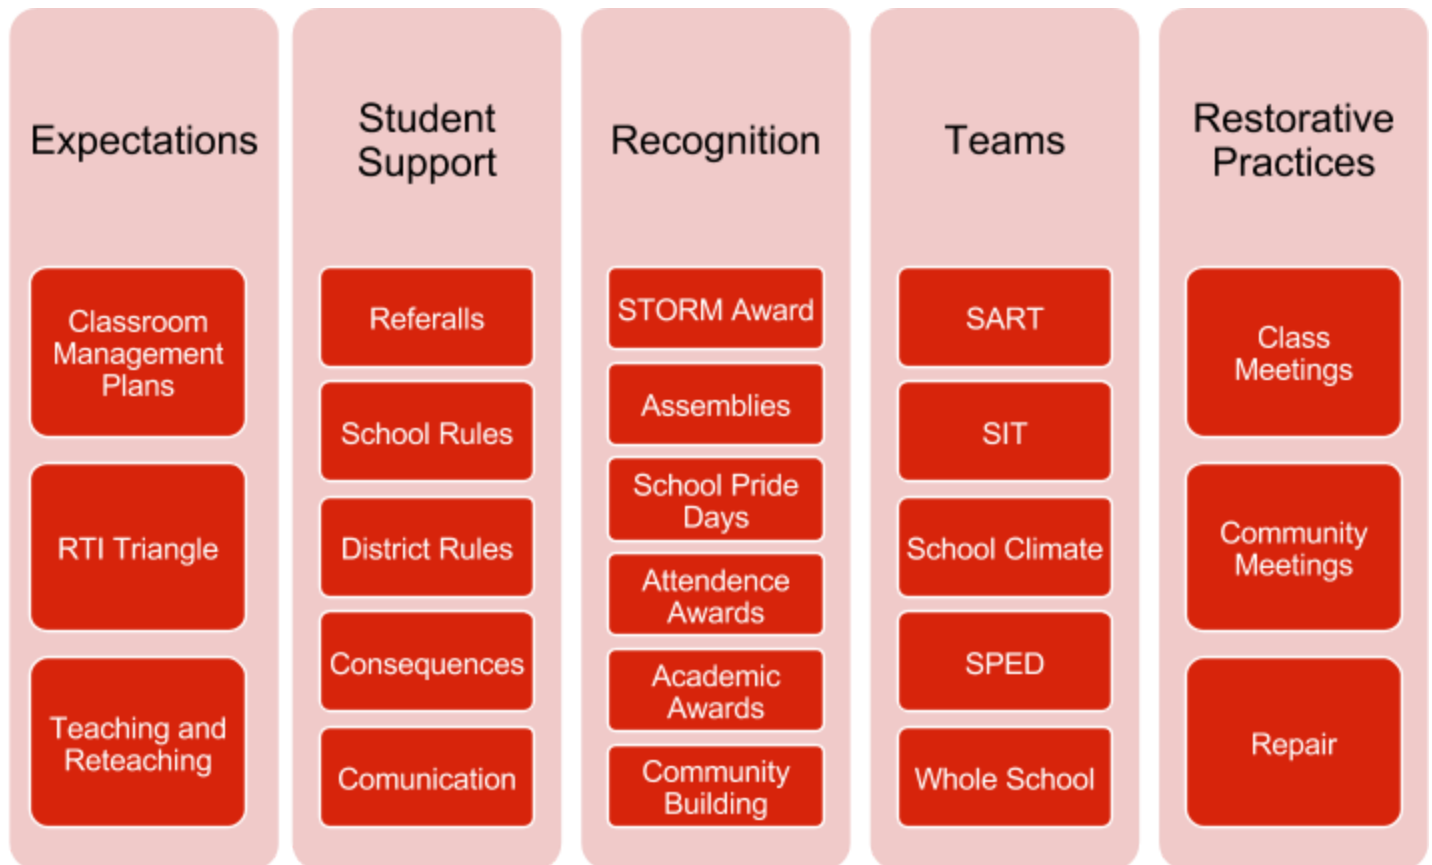 Expectations
Classroom
Management
Plans
RTI Triangle
Teaching and
Reteaching
Student
Support
Referalls
School Rules
District Rules
Consequences
Comunication
Recognition
STORM Award
Assemblies
School Pride
Days
Attendence
Awards
Academic
Awards
Community
Building
Teams
SART
SIT
School Climate
SPED
Whole School
Restorative
Practices
Class
Meetings
Community
Meetings
Repair